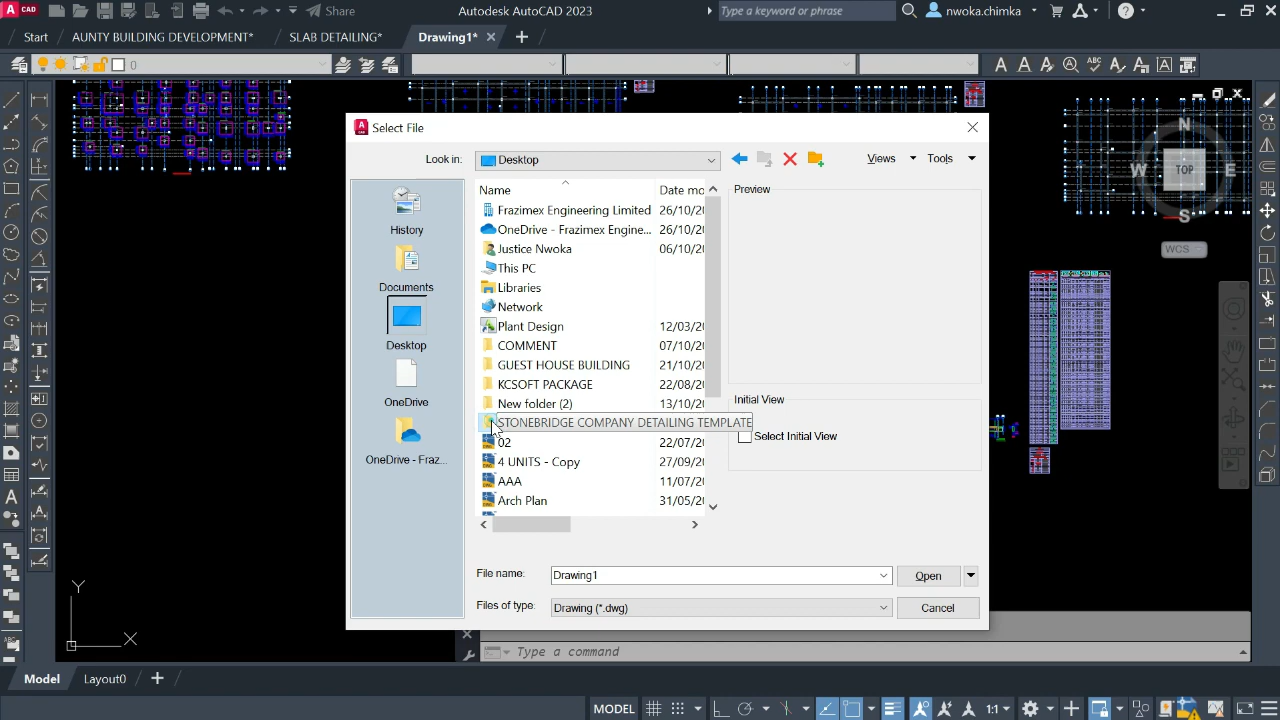 CAD
Share
Autodesk AutoCAD 2023
Type a keyword or phrase
nwoka.chimka
Start
AUNTY BUILDING DEVELOPMENT*
SLAB DETAILING*
Drawing1*
0
Select File
Look in:
Desktop
Views
Tools
Name
Date mo
Preview
History
Documents
Desktop
OneDrive
OneDrive - Fraz...
Frazimex Engineering Limited 26/10/20
OneDrive - Frazimex Engine... 26/10/20
Justice Nwoka 06/10/20
This PC
Libraries
Network
Plant Design 12/03/20
COMMENT 07/10/20
GUEST HOUSE BUILDING 21/10/20
KCSOFT PACKAGE 22/08/20
New folder (2) 13/10/20
STONEBRIDGE COMPANY DETAILING TEMPLATE
02 22/07/20
4 UNITS - Copy 27/09/20
AAA 11/07/20
Arch Plan 31/05/20
Initial View
Select Initial View
File name:
Drawing1
Open
Files of type:
Drawing (*.dwg)
Cancel
N
W
TOP
E
S
WCS
Y
X
Type a command
Model
Layout0
MODEL
1:1